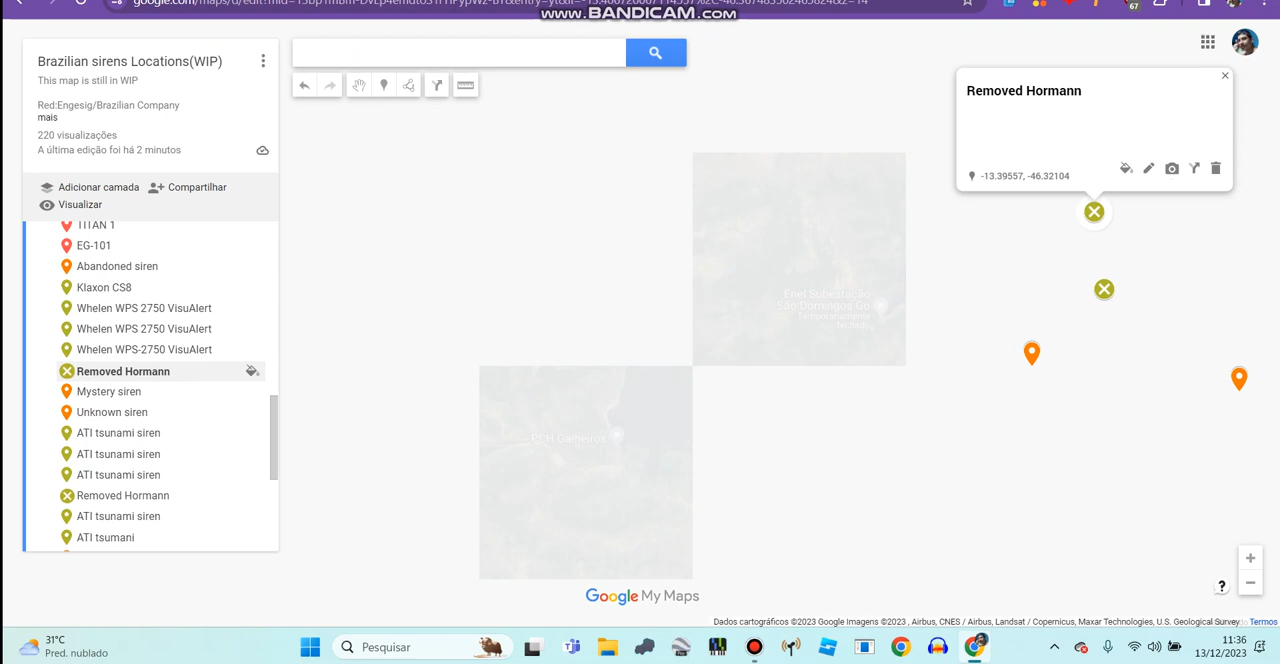 www.BANDICAM.com
67
Brazilian sirens Locations(WIP)
This map is still in WIP
Red:Engesig/Brazilian Company
mais
220 visualizações
A última edição foi há 2 minutos
Adicionar camada
Compartilhar
Visualizar
TITAN 1
EG-101
Abandoned siren
Klaxon CS8
Whelen WPS 2750 VisuAlert
Whelen WPS 2750 VisuAlert
Whelen WPS-2750 VisuAlert
Removed Hormann
Mystery siren
Unknown siren
ATI tsunami siren
ATI tsunami siren
ATI tsunami siren
Removed Hormann
ATI tsunami siren
ATI tsumani
Removed Hormann
-13.39557, -46.32104
Enel Subestação
São Domingos Go
Temporariamente
fechado
PCH Galheiros
Google My Maps
Dados cartográficos ©2023 Google Imagens ©2023 , Airbus, CNES / Airbus, Landsat / Copernicus, Maxar Technologies, U.S. Geological Survey
Termos
31°C
Pred. nublado
Pesquisar
11:36
13/12/2023